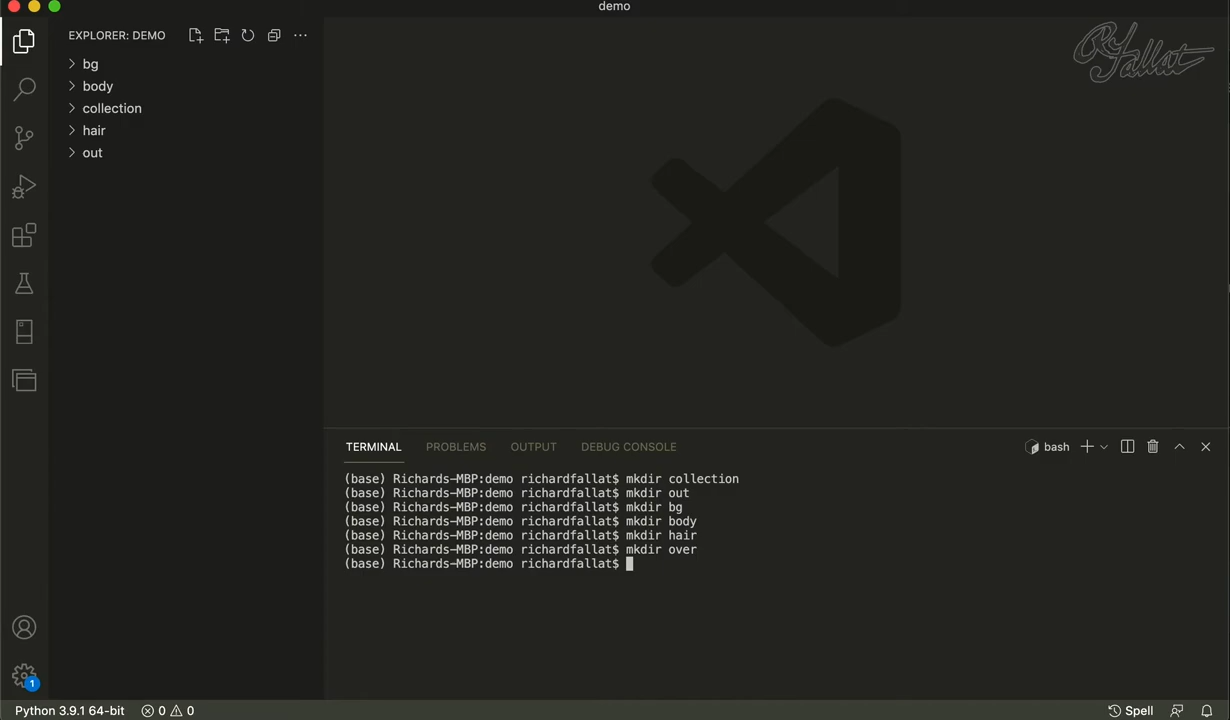 demo
EXPLORER: DEMO
bg
body
collection
hair
out
RJ Fallat
TERMINAL
PROBLEMS
OUTPUT
DEBUG CONSOLE
bash
(base) Richards-MBP:demo richardfallat$ mkdir collection
(base) Richards-MBP:demo richardfallat$ mkdir out
(base) Richards-MBP:demo richardfallat$ mkdir bg
(base) Richards-MBP:demo richardfallat$ mkdir body
(base) Richards-MBP:demo richardfallat$ mkdir hair
(base) Richards-MBP:demo richardfallat$ mkdir over
(base) Richards-MBP:demo richardfallat$
1
Python 3.9.1 64-bit
0
0
Spell